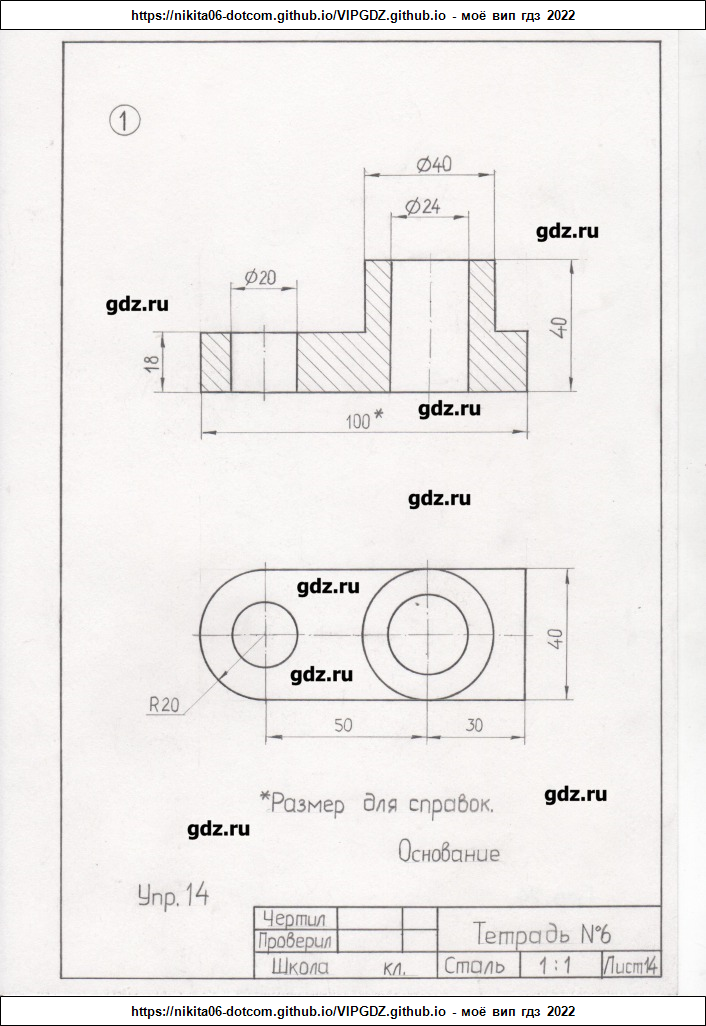 https://nikita06-dotcom.github.io/VIPGDZ.github.io - моё вип гдз 2022
1
Ø40
Ø24
gdz.ru
Ø20
gdz.ru
40
18
gdz.ru
100*
gdz.ru
gdz.ru
40
gdz.ru
R20
50
30
*Размер для справок.
gdz.ru
gdz.ru
Основание
Упр. 14
Чертил
Проверил
Тетрадь №6
Школа кл.
Сталь
1:1
Лист14
https://nikita06-dotcom.github.io/VIPGDZ.github.io - моё вип гдз 2022